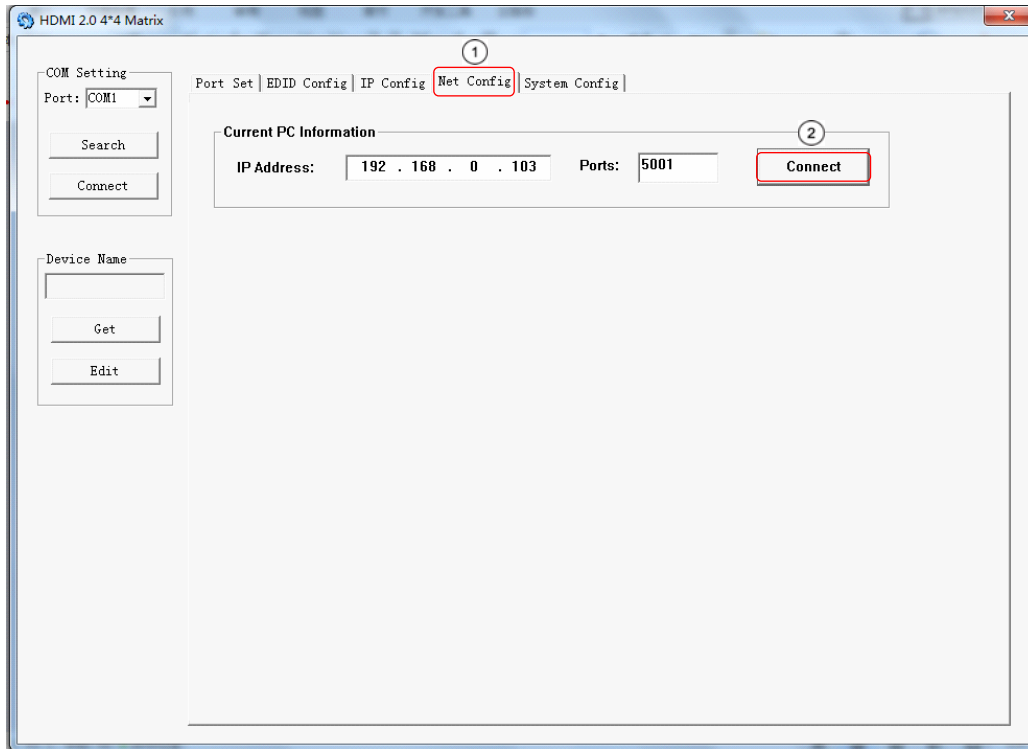 HDMI 2.0 4*4 Matrix
1
COM Setting
Port: COM1
Search
Connect
Port Set EDID Config IP Config Net Config System Config
Current PC Information
2
IP Address: 192 . 168 . 0 . 103 Ports: 5001 Connect
Device Name
Get
Edit